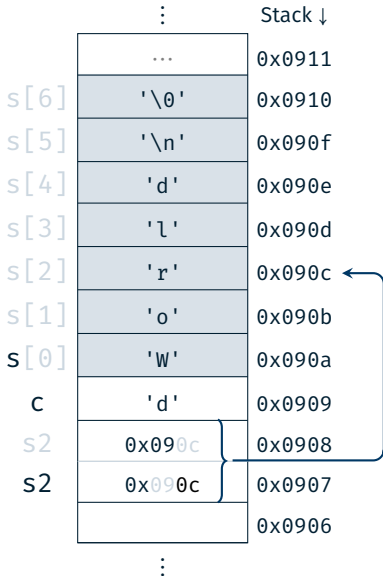 ⋮ Stack ↓
... 0x0911
s[6] '\0' 0x0910
s[5] '\n' 0x090f
s[4] 'd' 0x090e
s[3] 'l' 0x090d
s[2] 'r' 0x090c
s[1] 'o' 0x090b
s[0] 'W' 0x090a
c 'd' 0x0909
s2 0x090c 0x0908
s2 0x090c 0x0907
0x0906
⋮